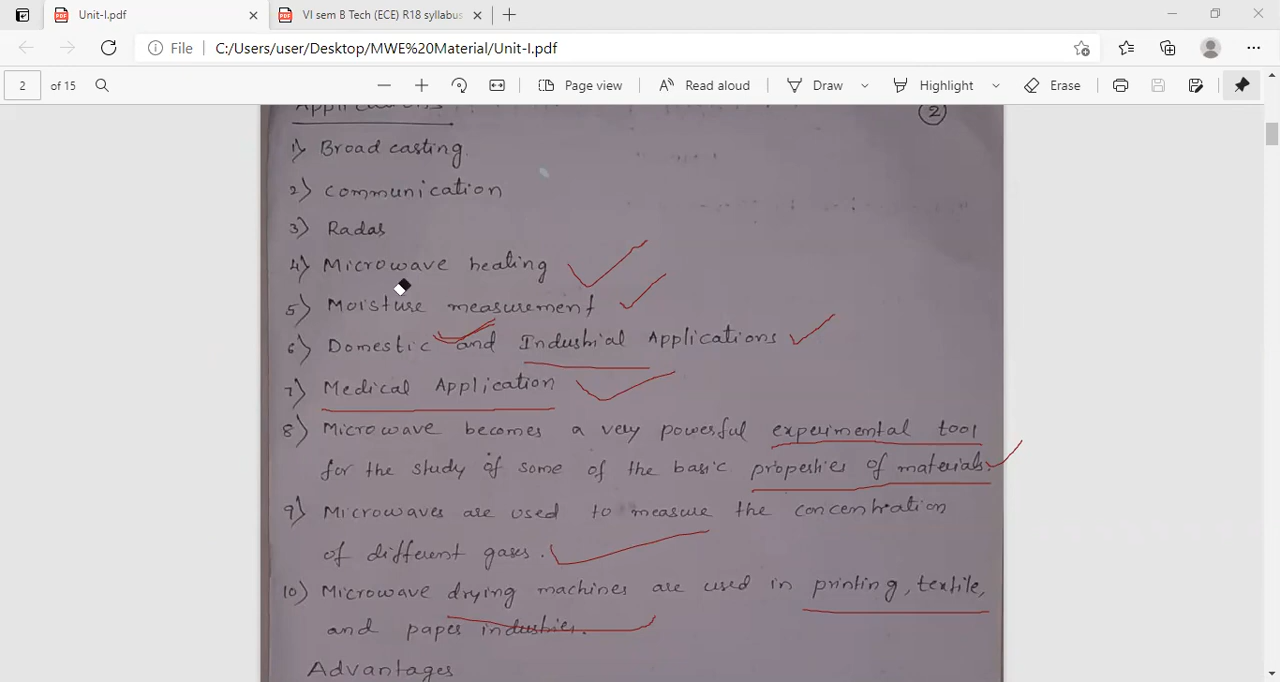 Unit-I.pdf
VI sem B Tech (ECE) R18 syllabus
File
C:/Users/user/Desktop/MWE%20Material/Unit-I.pdf
2 of 15
Page view
Read aloud
Draw
Highlight
Erase
Applications
2
1) Broad casting.
2) Communication
3) Radar
4) Microwave heating
5) Moisture measurement
6) Domestic and Industrial Applications
7) Medical Application
8) Microwave becomes a very powerful experimental tool
for the study of some of the basic properties of materials.
9) Microwaves are used to measure the concentration
of different gases.
10) Microwave drying machines are used in printing, textile,
and paper industries.
Advantages